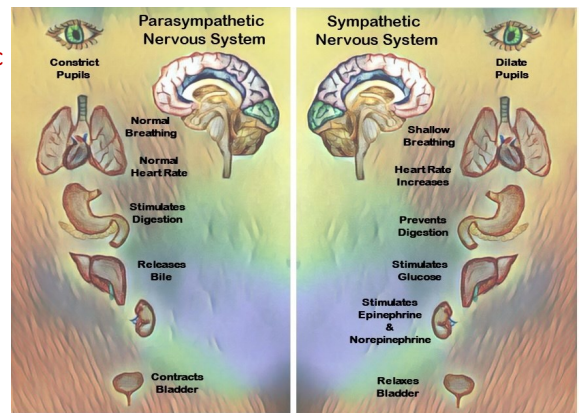 Parasympathetic
Nervous System
Constrict
Pupils
Normal
Breathing
Normal
Heart Rate
Stimulates
Digestion
Releases
Bile
Contracts
Bladder
Sympathetic
Nervous System
Dilate
Pupils
Shallow
Breathing
Heart Rate
Increases
Prevents
Digestion
Stimulates
Glucose
Stimulates
Epinephrine
&
Norepinephrine
Relaxes
Bladder